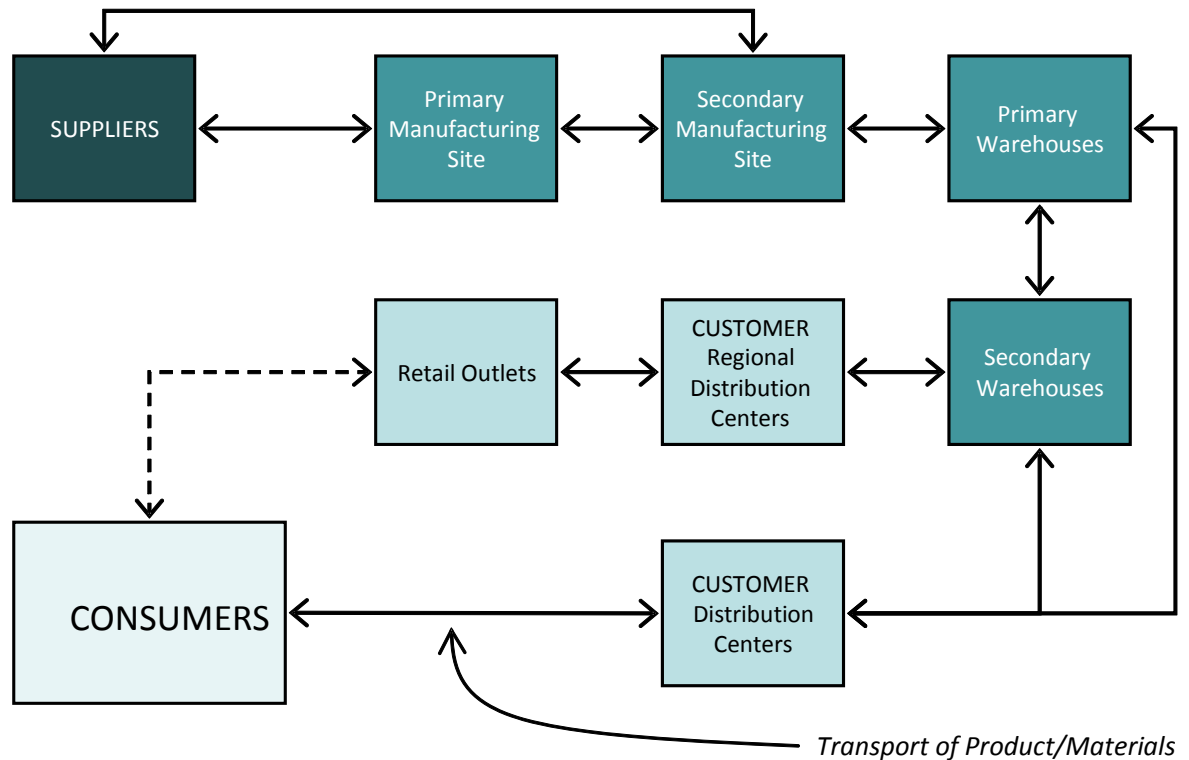 SUPPLIERS
Primary
Manufacturing
Site
Secondary
Manufacturing
Site
Primary
Warehouses
Retail Outlets
CUSTOMER
Regional
Distribution
Centers
Secondary
Warehouses
CONSUMERS
CUSTOMER
Distribution
Centers
Transport of Product/Materials